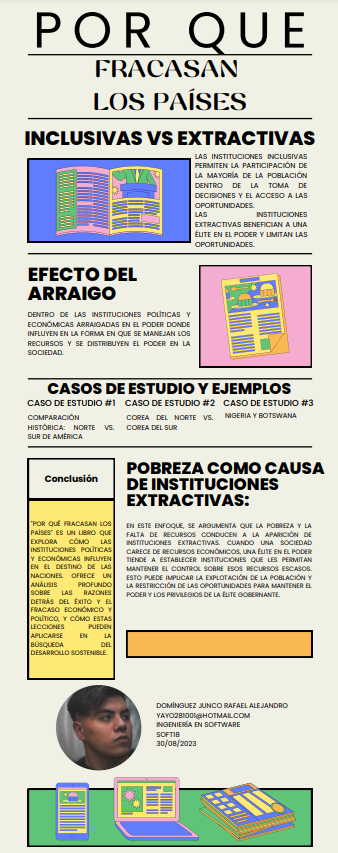 POR QUE
FRACASAN
LOS PAÍSES
INCLUSIVAS VS EXTRACTIVAS
LAS INSTITUCIONES INCLUSIVAS
PERMITEN LA PARTICIPACIÓN DE
LA MAYORÍA DE LA POBLACIÓN
DENTRO DE LA TOMA DE
DECISIONES Y EL ACCESO A LAS
OPORTUNIDADES.
LAS INSTITUCIONES
EXTRACTIVAS BENEFICIAN A UNA
ÉLITE EN EL PODER Y LIMITAN LAS
OPORTUNIDADES.
EFECTO DEL
ARRAIGO
DENTRO DE LAS INSTITUCIONES POLÍTICAS Y
ECONÓMICAS ARRAIGADAS EN EL PODER DONDE
INFLUYEN EN LA FORMA EN QUE SE MANEJAN LOS
RECURSOS Y SE DISTRIBUYEN EL PODER EN LA
SOCIEDAD.
CASOS DE ESTUDIO Y EJEMPLOS
CASO DE ESTUDIO #1
COMPARACIÓN
HISTÓRICA: NORTE VS.
SUR DE AMÉRICA
CASO DE ESTUDIO #2
COREA DEL NORTE VS.
COREA DEL SUR
CASO DE ESTUDIO #3
NIGERIA Y BOTSWANA
Conclusión
"POR QUÉ FRACASAN LOS
PAÍSES" ES UN LIBRO QUE
EXPLORA CÓMO LAS
INSTITUCIONES POLÍTICAS
Y ECONÓMICAS INFLUYEN
EN EL DESTINO DE LAS
NACIONES. OFRECE UN
ANÁLISIS PROFUNDO
SOBRE LAS RAZONES
DETRÁS DEL ÉXITO Y EL
FRACASO ECONÓMICO Y
POLÍTICO, Y CÓMO ESTAS
LECCIONES PUEDEN
APLICARSE EN LA
BÚSQUEDA DEL
DESARROLLO SOSTENIBLE.
POBREZA COMO CAUSA
DE INSTITUCIONES
EXTRACTIVAS:
EN ESTE ENFOQUE, SE ARGUMENTA QUE LA POBREZA Y LA
FALTA DE RECURSOS CONDUCEN A LA APARICIÓN DE
INSTITUCIONES EXTRACTIVAS. CUANDO UNA SOCIEDAD
CARECE DE RECURSOS ECONÓMICOS, UNA ÉLITE EN EL PODER
TIENDE A ESTABLECER INSTITUCIONES QUE LES PERMITAN
MANTENER EL CONTROL SOBRE ESOS RECURSOS ESCASOS.
ESTO PUEDE IMPLICAR LA EXPLOTACIÓN DE LA POBLACIÓN Y
LA RESTRICCIÓN DE LAS OPORTUNIDADES PARA MANTENER EL
PODER Y LOS PRIVILEGIOS DE LA ÉLITE GOBERNANTE.
DOMÍNGUEZ JUNCO RAFAEL ALEJANDRO
YAYO281001@HOTMAIL.COM
INGENIERÍA EN SOFTWARE
SOFT1B
30/08/2023